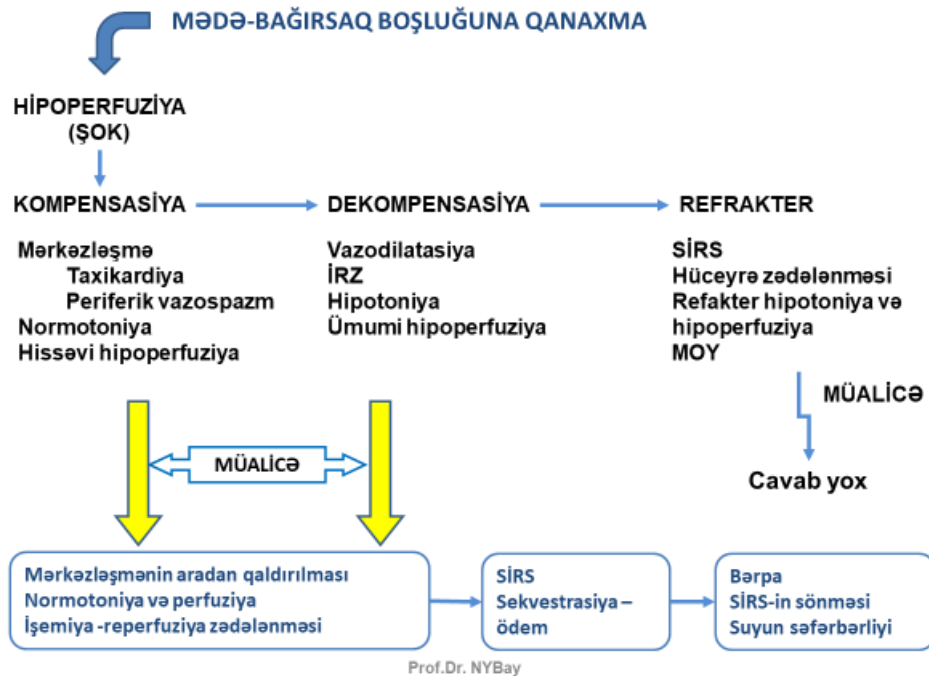 MƏDƏ-BAĞIRSAQ BOŞLUĞUNA QANAXMA
HİPOPERFUZİYA
(ŞOK)
KOMPENSASİYA
Mərkəzləşmə
Taxikardiya
Periferik vazospazm
Normotoniya
Hissəvi hipoperfuziya
DEKOMPENSASİYA
Vazodilatasiya
İRZ
Hipotoniya
Ümumi hipoperfuziya
REFRAKTER
SİRS
Hüceyrə zədələnməsi
Refakter hipotoniya və
hipoperfuziya
MOY
MÜALİCƏ
Cavab yox
MÜALİCƏ
Mərkəzləşmənin aradan qaldırılması
Normotoniya və perfuziya
İşemiya -reperfuziya zədələnməsi
SİRS
Sekvestrasiya –
ödem
Bərpa
SİRS-in sönməsi
Suyun səfərbərliyi
Prof.Dr. NYBay